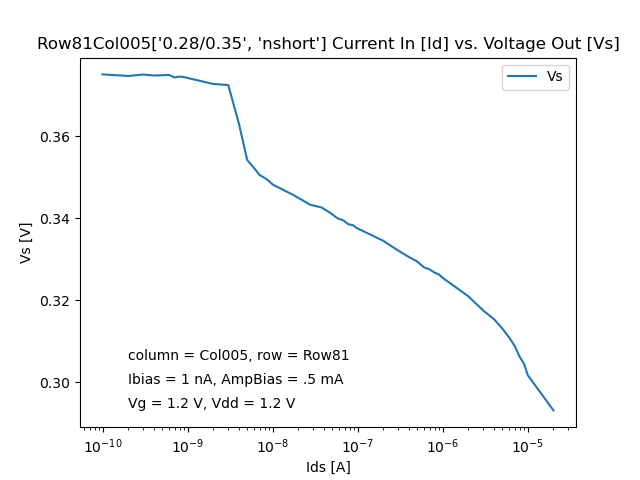 Row81Col005['0.28/0.35', 'nshort'] Current In [Id] vs. Voltage Out [Vs]
Vs
0.36
0.34
0.32
0.30
Vs [V]
column = Col005, row = Row81
Ibias = 1 nA, AmpBias = .5 mA
Vg = 1.2 V, Vdd = 1.2 V
10⁻¹⁰ 10⁻⁹ 10⁻⁸ 10⁻⁷ 10⁻⁶ 10⁻⁵
Ids [A]